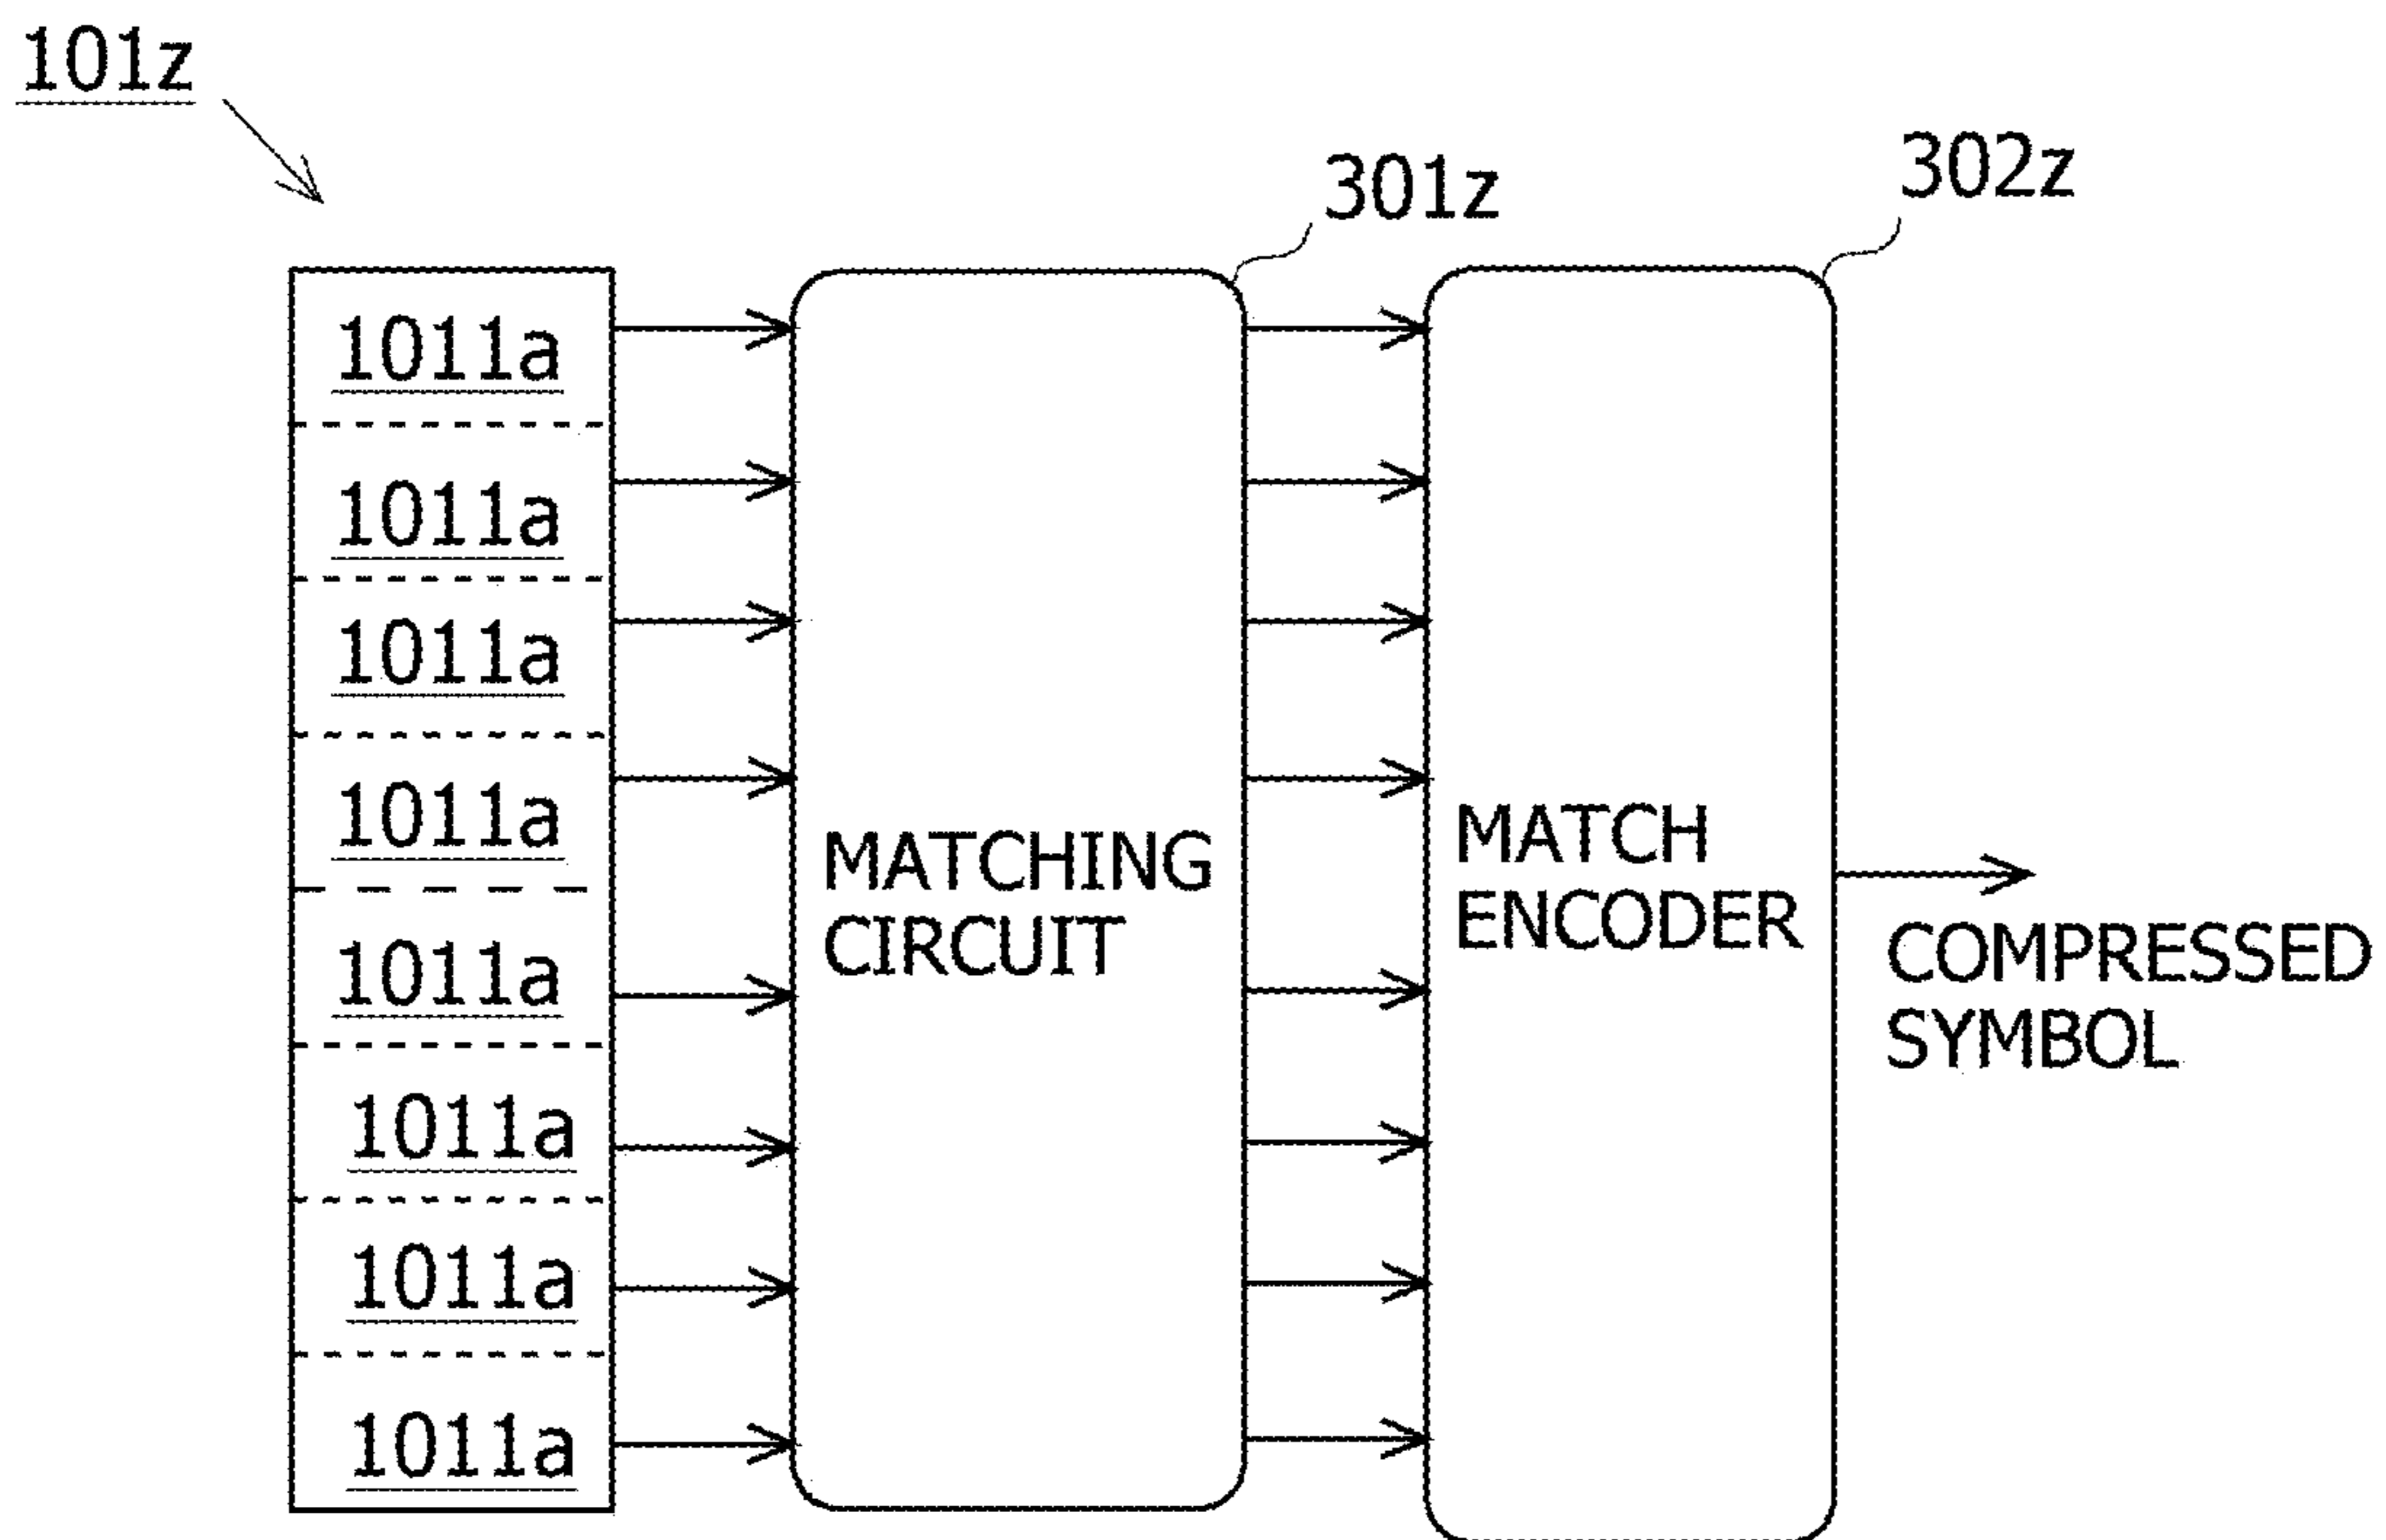 101z
301z
302z
1011a
1011a
1011a
1011a
1011a
1011a
1011a
1011a
MATCHING
CIRCUIT
MATCH
ENCODER
COMPRESSED
SYMBOL